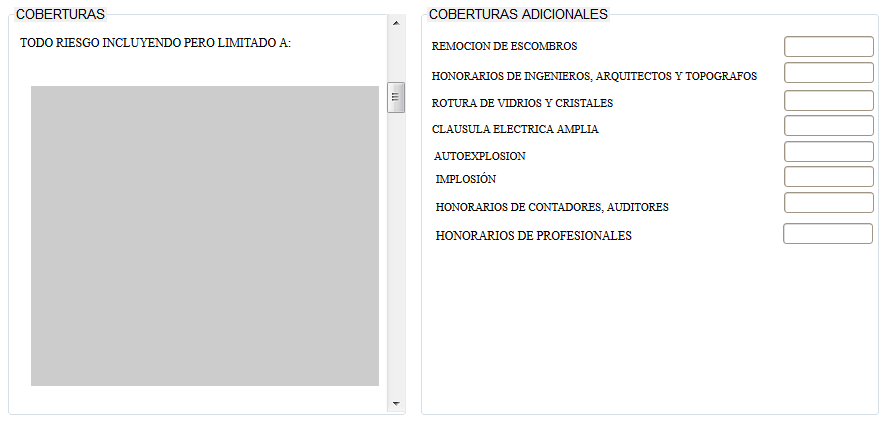 COBERTURAS
TODO RIESGO INCLUYENDO PERO LIMITADO A:
COBERTURAS ADICIONALES
REMOCION DE ESCOMBROS
HONORARIOS DE INGENIEROS, ARQUITECTOS Y TOPOGRAFOS
ROTURA DE VIDRIOS Y CRISTALES
CLAUSULA ELECTRICA AMPLIA
AUTOEXPLOSION
IMPLOSIÓN
HONORARIOS DE CONTADORES, AUDITORES
HONORARIOS DE PROFESIONALES